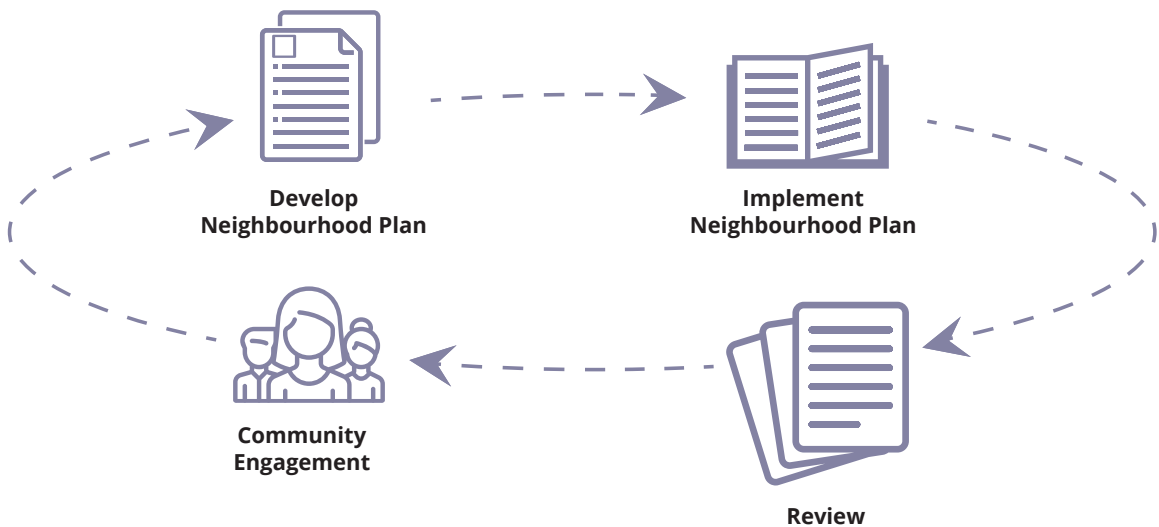 Develop
Neighbourhood Plan
Implement
Neighbourhood Plan
Community
Engagement
Review